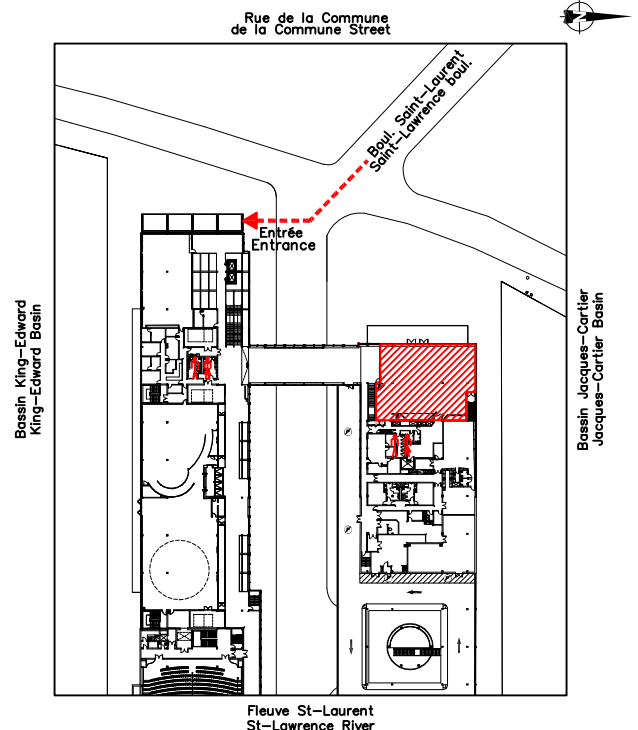 Rue de la Commune
de la Commune Street
Boul. Saint-Laurent
Saint-Lawrence boul.
Entrée
Entrance
Bassin King-Edward
King-Edward Basin
Bassin Jacques-Cartier
Jacques-Cartier Basin
Fleuve St-Laurent
St-Lawrence River